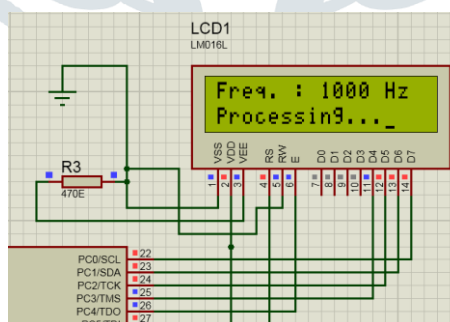 LCD1
LM016L
Freq. : 1000 Hz
Processing..._
VSS
VDD
VEE
RS
RW
E
D0
D1
D2
D3
D4
D5
D6
D7
1
2
3
4
5
6
7
8
9
10
11
12
13
14
R3
470E
PC0/SCL 22
PC1/SDA 23
PC2/TCK 24
PC3/TMS 25
PC4/TDO 26
27